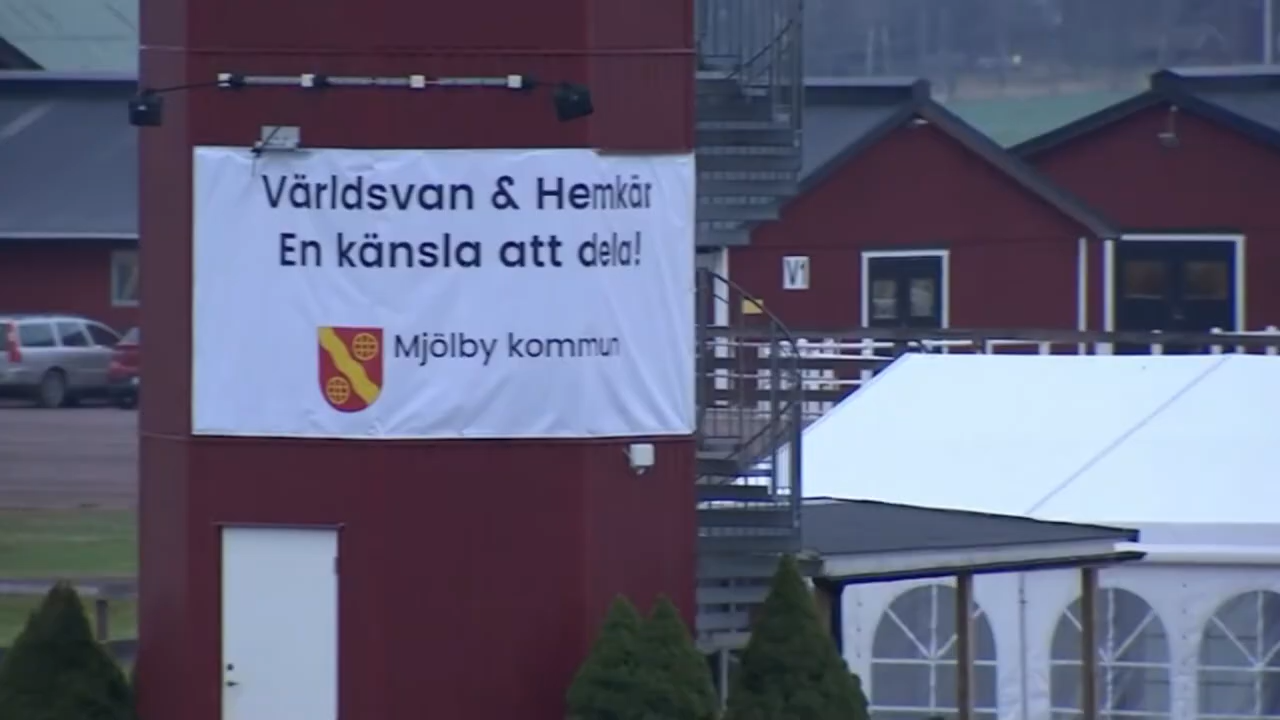 Världsvan & Hemkär
En känsla att dela!
Mjölby kommun
V1